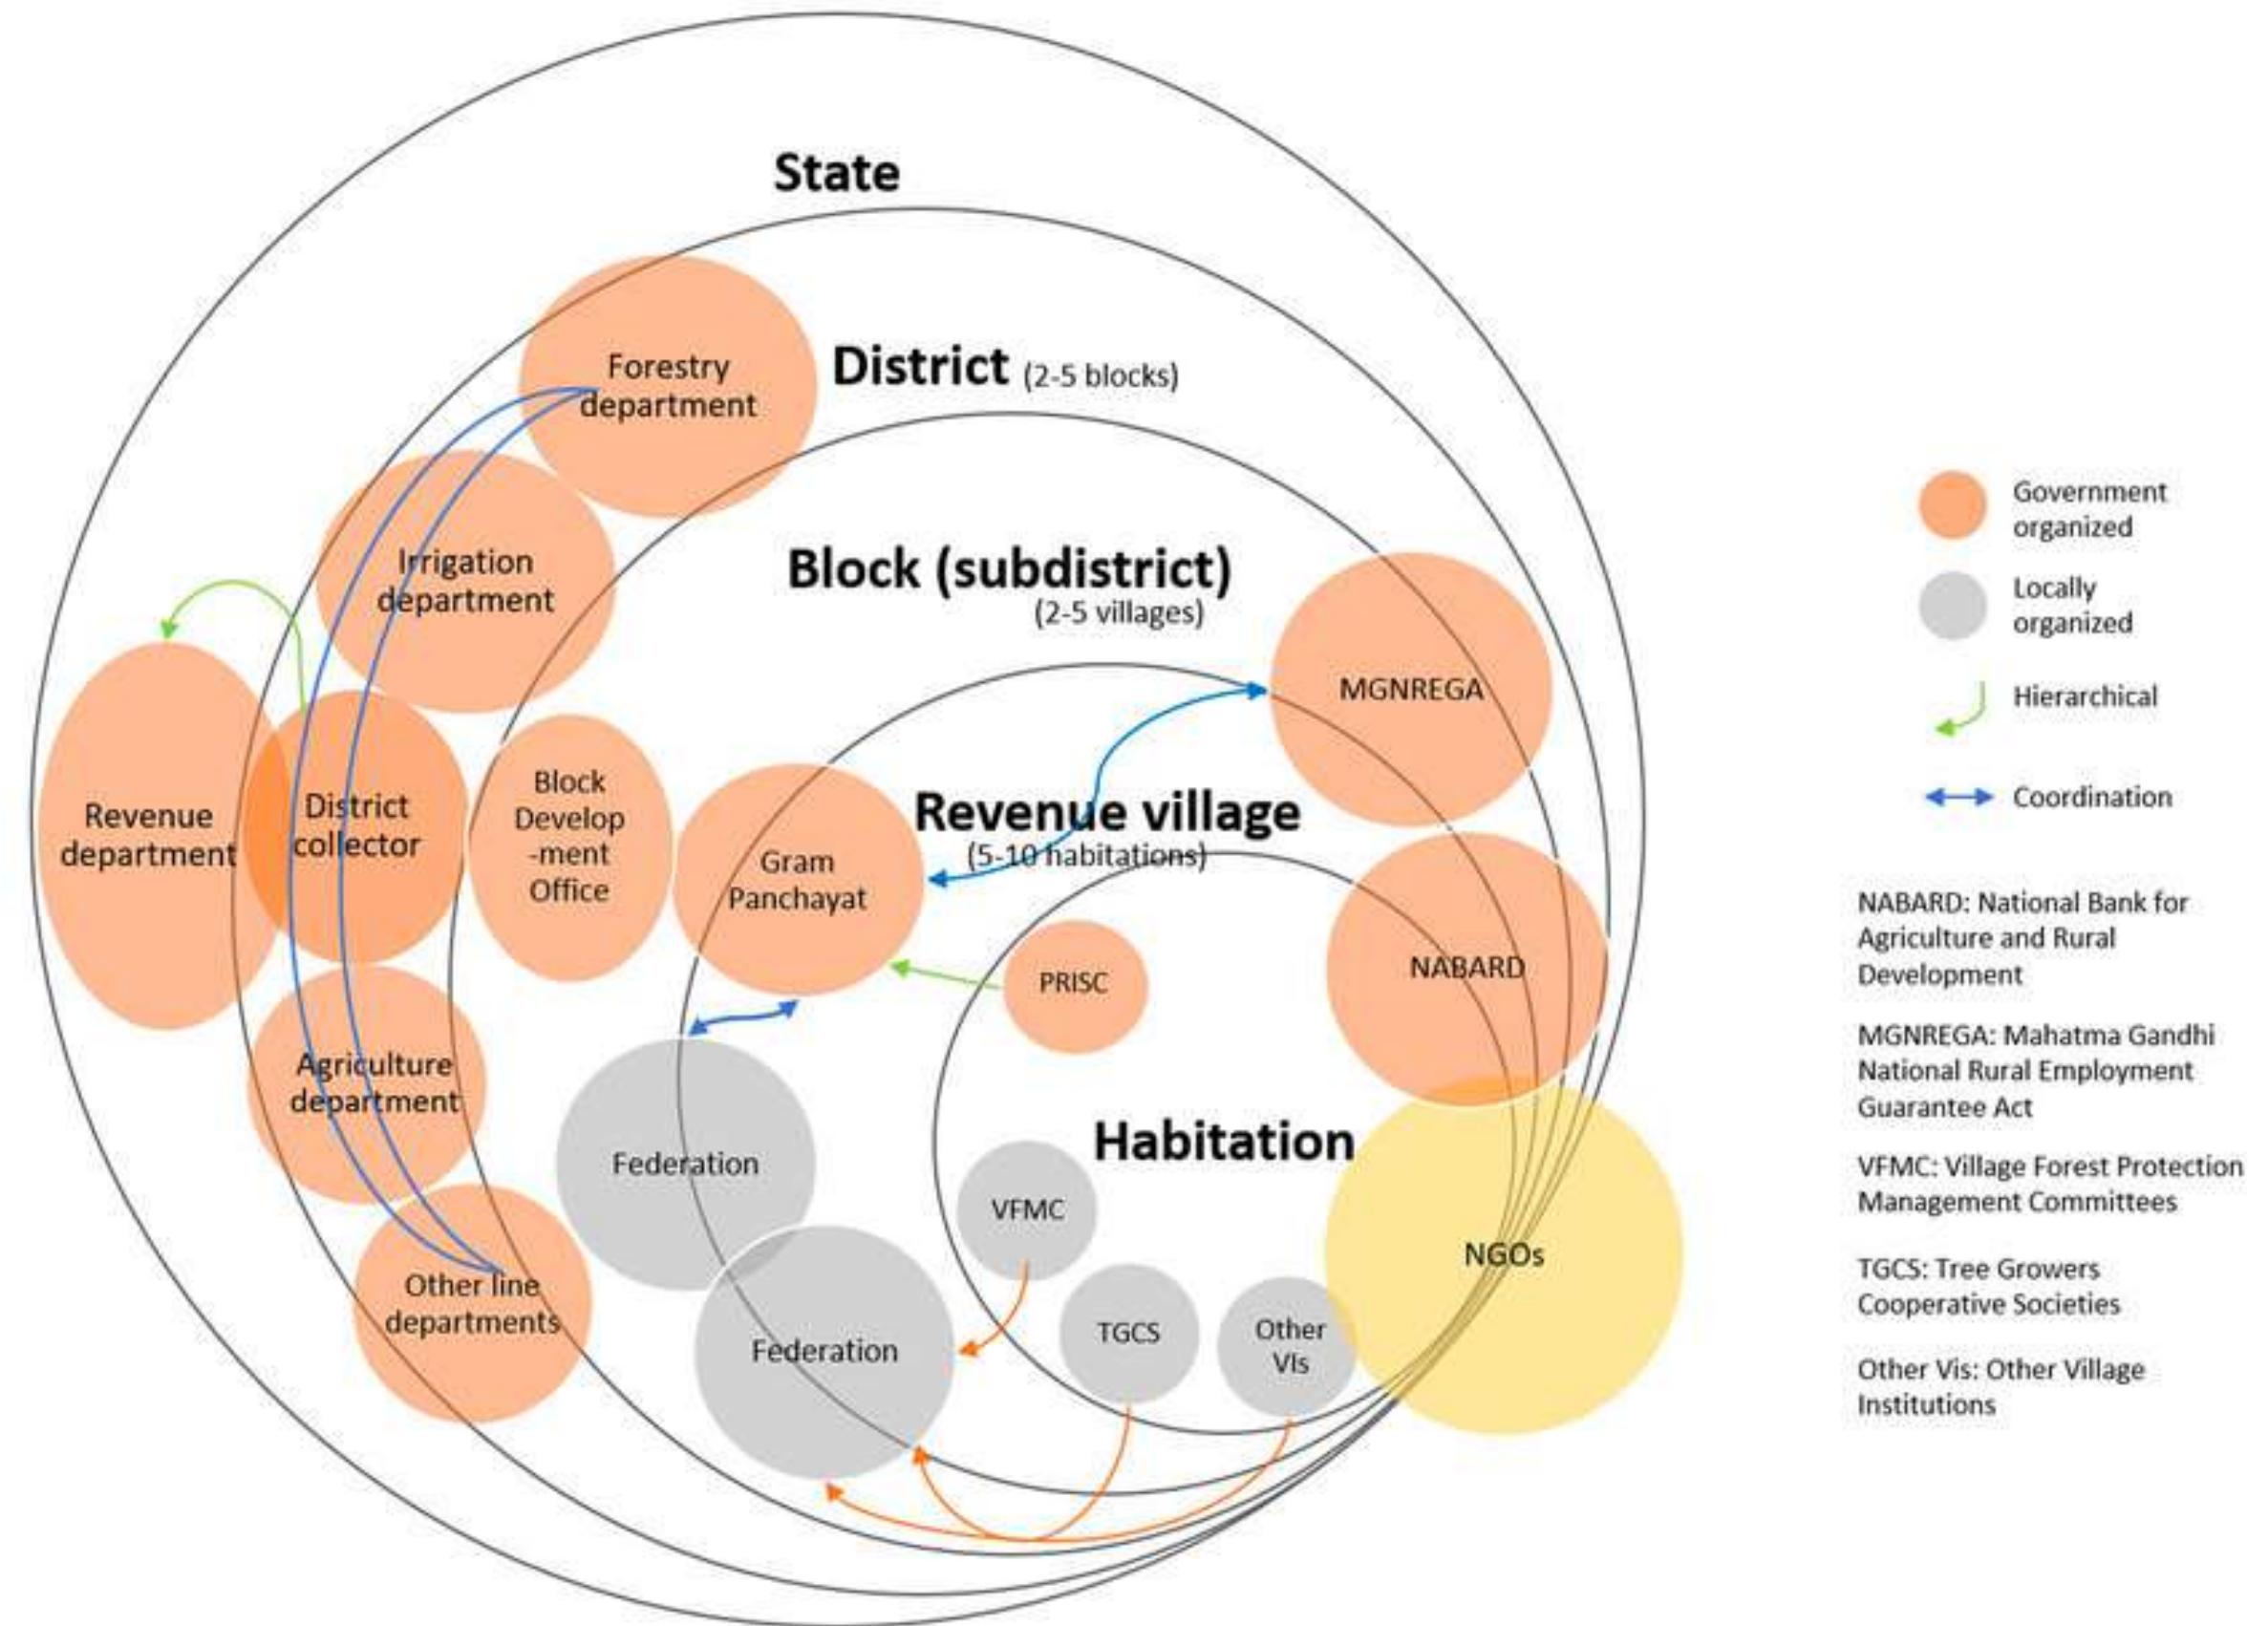 State
District (2-5 blocks)
Forestry
department
Block (subdistrict)
(2-5 villages)
Irrigation
department
MGNREGA
Revenue
department
District
collector
Block
Develop
-ment
Office
Gram
Panchayat
Revenue village
(5-10 habitations)
PRISC
NABARD
Agriculture
department
Federation
Habitation
VFMC
NGOs
Other line
departments
Federation
TGCS
Other
VIs
Government
organized
Locally
organized
Hierarchical
Coordination
NABARD: National Bank for
Agriculture and Rural
Development
MGNREGA: Mahatma Gandhi
National Rural Employment
Guarantee Act
VFMC: Village Forest Protection
Management Committees
TGCS: Tree Growers
Cooperative Societies
Other Vis: Other Village
Institutions